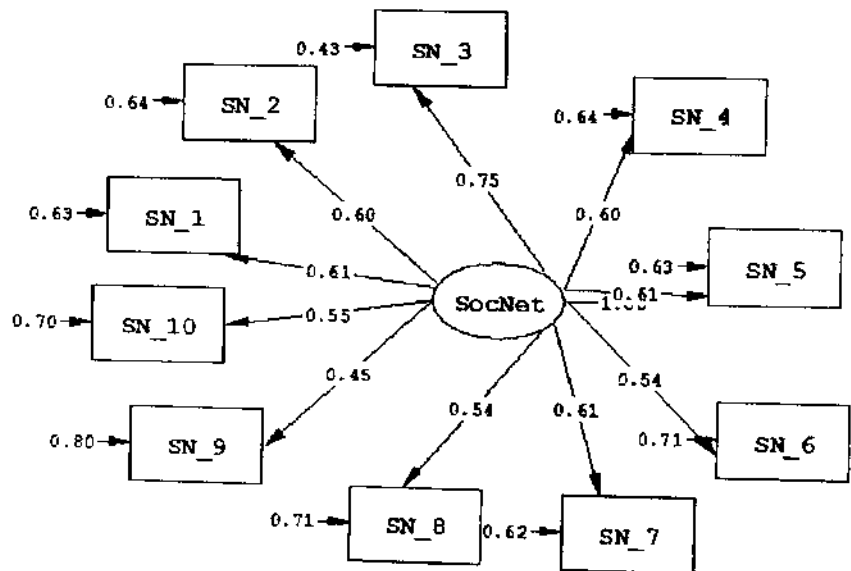 0.43 SN_3
0.64 SN_2
0.64 SN_4
0.75
0.60
0.60
0.63 SN_1
0.61
0.63 SN_5
SocNet
0.61
0.70 SN_10
0.55
0.45
0.54
0.54
0.61
0.80 SN_9
0.71 SN_6
0.71 SN_8
0.62 SN_7